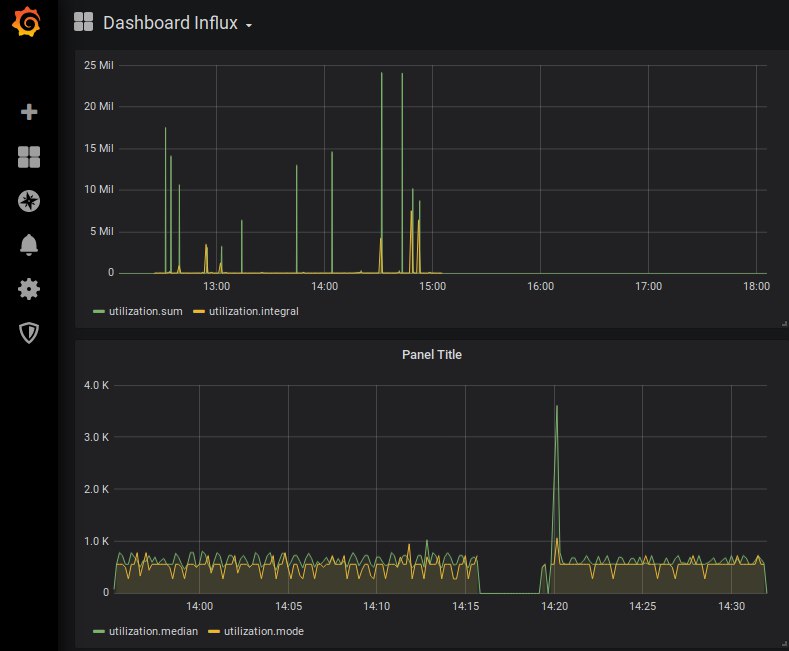 Dashboard Influx
25 Mil
20 Mil
15 Mil
10 Mil
5 Mil
0
13:00 14:00 15:00 16:00 17:00 18:00
utilization.sum utilization.integral
Panel Title
4.0 K
3.0 K
2.0 K
1.0 K
0
14:00 14:05 14:10 14:15 14:20 14:25 14:30
utilization.median utilization.mode